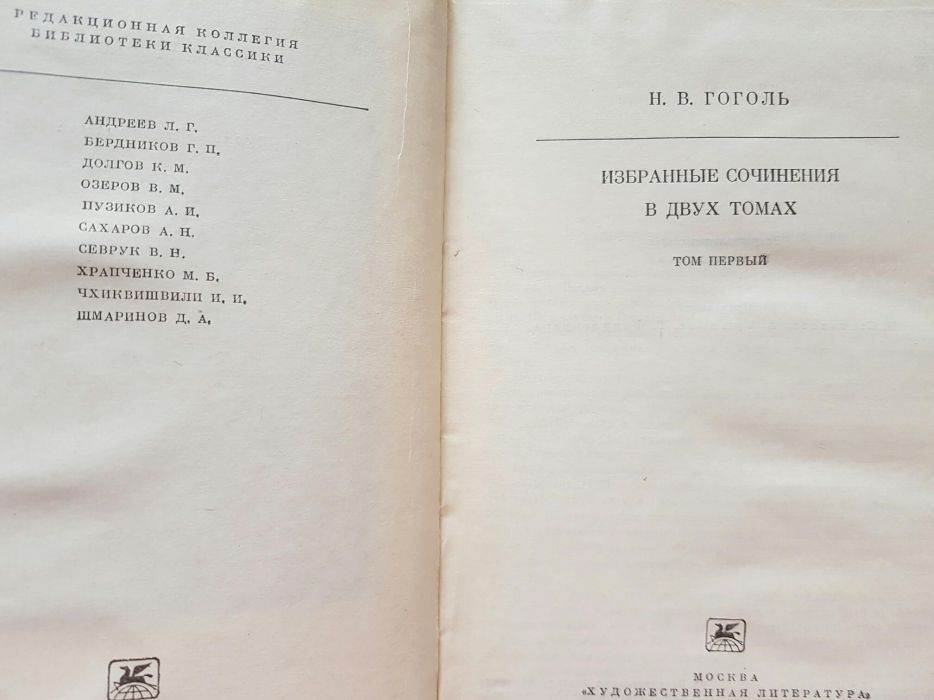 РЕДАКЦИОННАЯ КОЛЛЕГИЯ
БИБЛИОТЕКИ КЛАССИКИ
АНДРЕЕВ Л. Г.
БЕРДНИКОВ Г. П.
ДОЛГОВ К. М.
ОЗЕРОВ В. М.
ПУЗИКОВ А. И.
САХАРОВ А. Н.
СЕВРУК В. Н.
ХРАПЧЕНКО М. Б.
ЧХИКВИШВИЛИ И. И.
ШМАРИНОВ Д. А.
Н. В. ГОГОЛЬ
ИЗБРАННЫЕ СОЧИНЕНИЯ
В ДВУХ ТОМАХ
ТОМ ПЕРВЫЙ
МОСКВА
«ХУДОЖЕСТВЕННАЯ ЛИТЕРАТУРА»